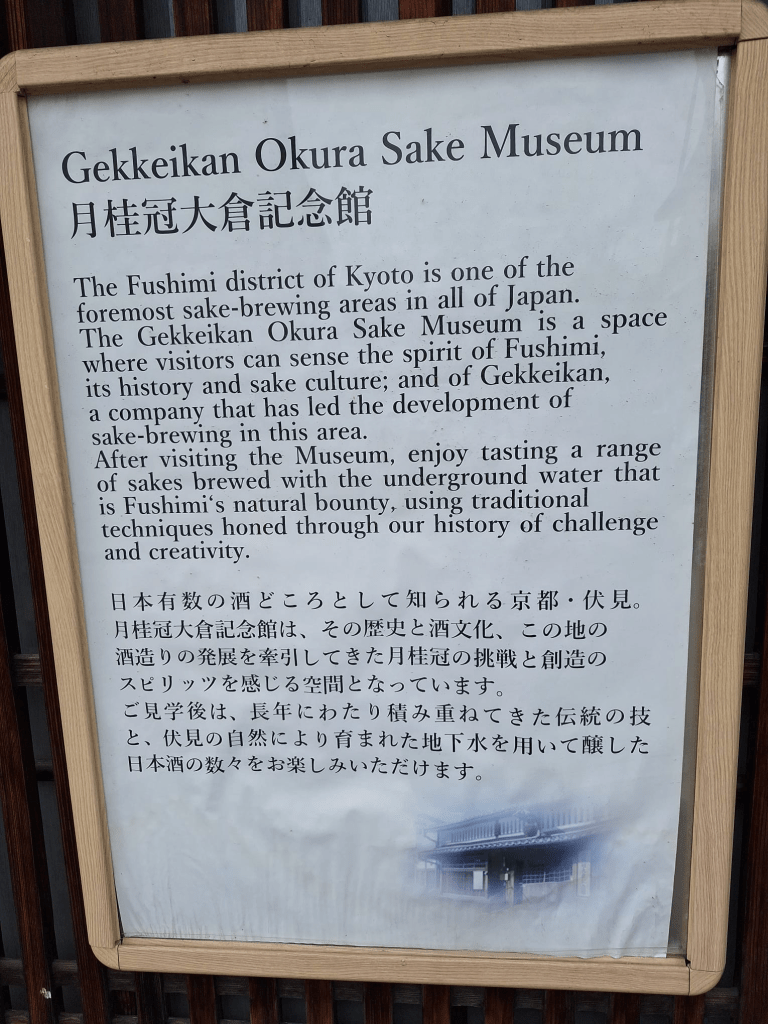 Gekkeikan Okura Sake Museum
月桂冠大倉記念館
The Fushimi district of Kyoto is one of the
foremost sake-brewing areas in all of Japan.
The Gekkeikan Okura Sake Museum is a space
where visitors can sense the spirit of Fushimi,
its history and sake culture; and of Gekkeikan,
a company that has led the development of
sake-brewing in this area.
After visiting the Museum, enjoy tasting a range
of sakes brewed with the underground water that
is Fushimi‘s natural bounty, using traditional
techniques honed through our history of challenge
and creativity.
日本有数の酒どころとして知られる京都・伏見。
月桂冠大倉記念館は、その歴史と酒文化、この地の
酒造りの発展を牽引してきた月桂冠の挑戦と創造の
スピリッツを感じる空間となっています。
ご見学後は、長年にわたり積み重ねてきた伝統の技
と、伏見の自然により育まれた地下水を用いて醸した
日本酒の数々をお楽しみいただけます。